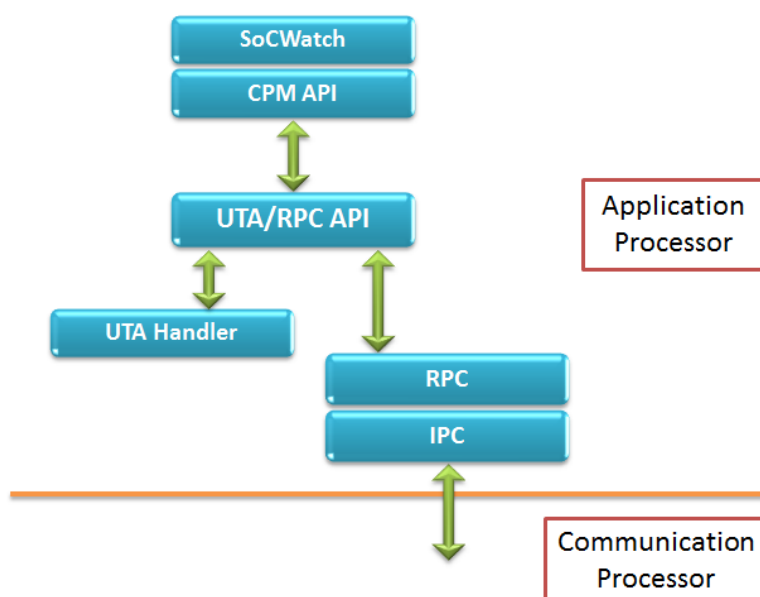 SoCWatch
CPM API
UTA/RPC API
Application
Processor
UTA Handler
RPC
IPC
Communication
Processor